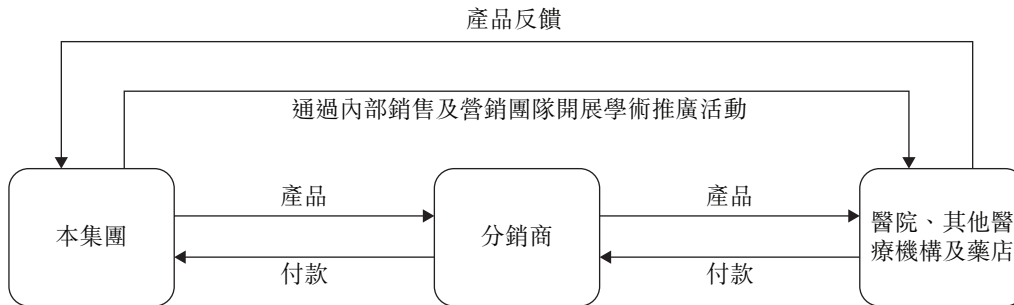 產品反饋
通過內部銷售及營銷團隊開展學術推廣活動
產品
產品
本集團
分銷商
醫院、其他醫
療機構及藥店
付款
付款